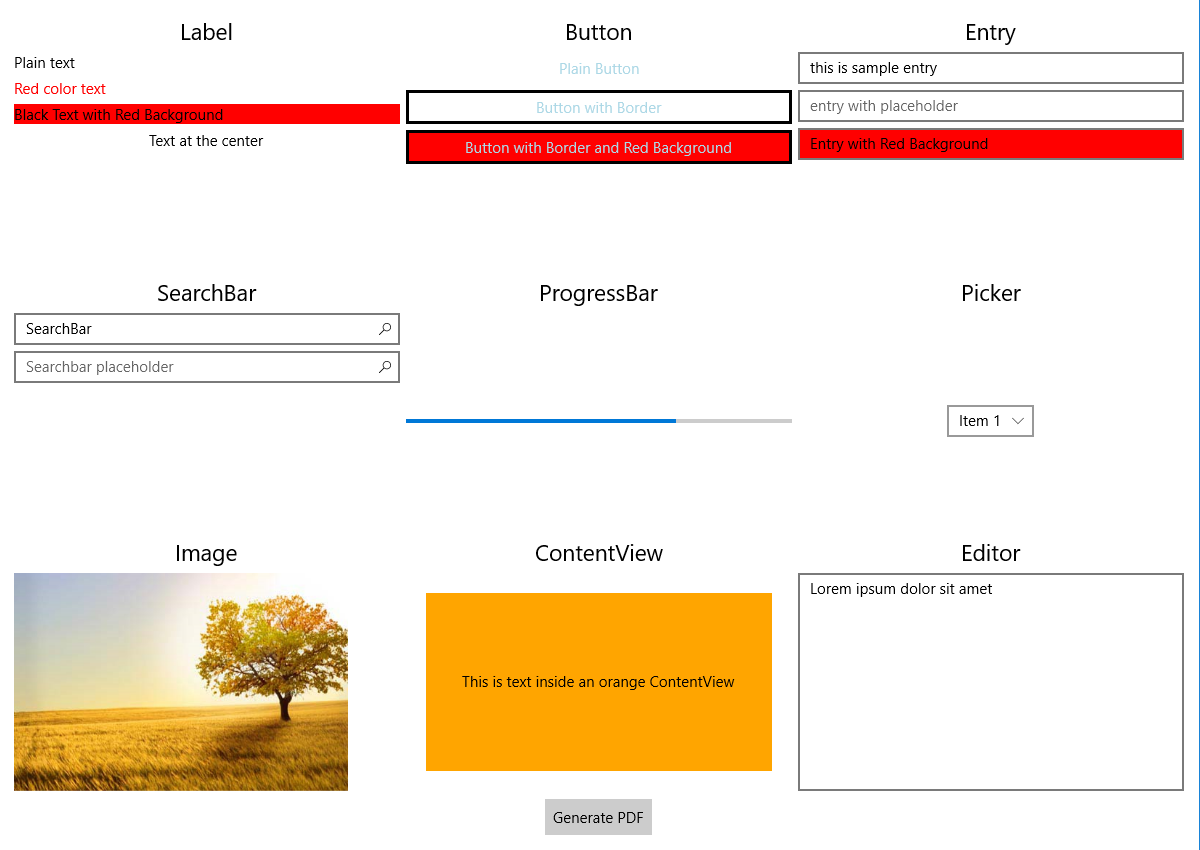 Label
Plain text
Red color text
Black Text with Red Background
Text at the center
Button
Plain Button
Button with Border
Button with Border and Red Background
Entry
this is sample entry
entry with placeholder
Entry with Red Background
SearchBar
SearchBar
Searchbar placeholder
ProgressBar
Picker
Item 1
Image
ContentView
This is text inside an orange ContentView
Editor
Lorem ipsum dolor sit amet
Generate PDF